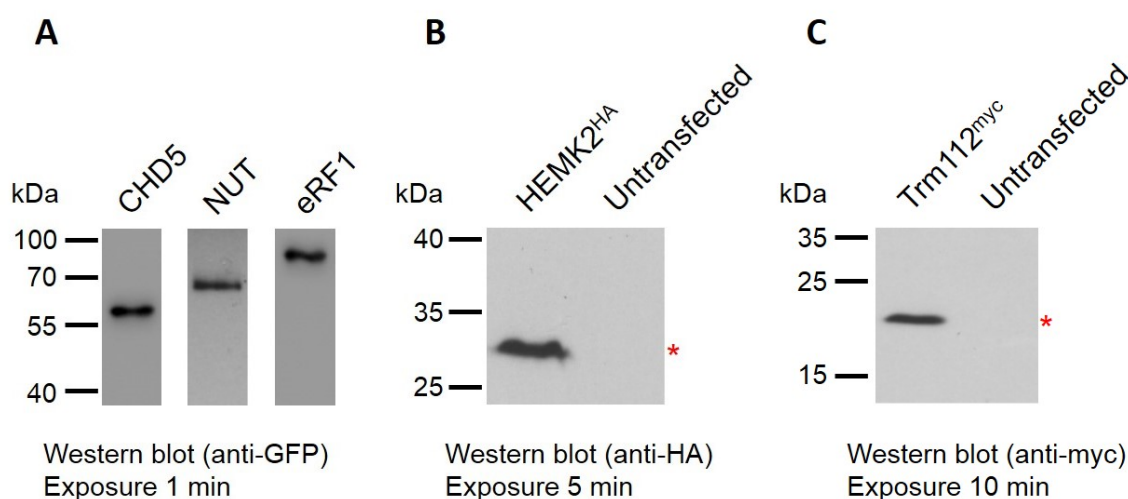 A
kDa
CHD5
NUT
eRF1
100
70
55
40
Western blot (anti-GFP)
Exposure 1 min
B
kDa
HEMK2HA
Untransfected
40
35
25
*
Western blot (anti-HA)
Exposure 5 min
C
kDa
Trm112myc
Untransfected
35
25
15
*
Western blot (anti-myc)
Exposure 10 min